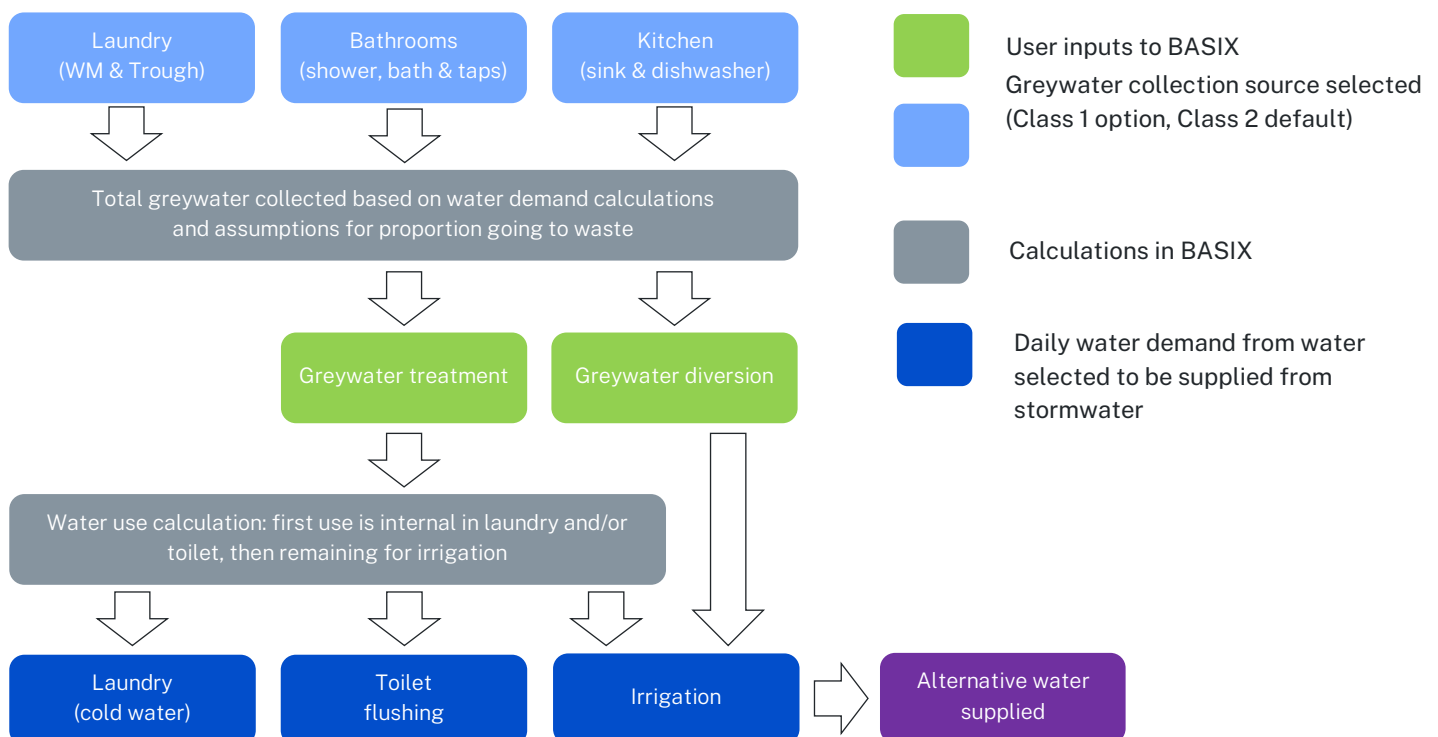 Laundry
(WM & Trough)
Bathrooms
(shower, bath & taps)
Kitchen
(sink & dishwasher)
Total greywater collected based on water demand calculations
and assumptions for proportion going to waste
Greywater treatment
Greywater diversion
Water use calculation: first use is internal in laundry and/or
toilet, then remaining for irrigation
Laundry
(cold water)
Toilet
flushing
Irrigation
Alternative water
supplied
User inputs to BASIX
Greywater collection source selected
(Class 1 option, Class 2 default)
Calculations in BASIX
Daily water demand from water
selected to be supplied from
stormwater